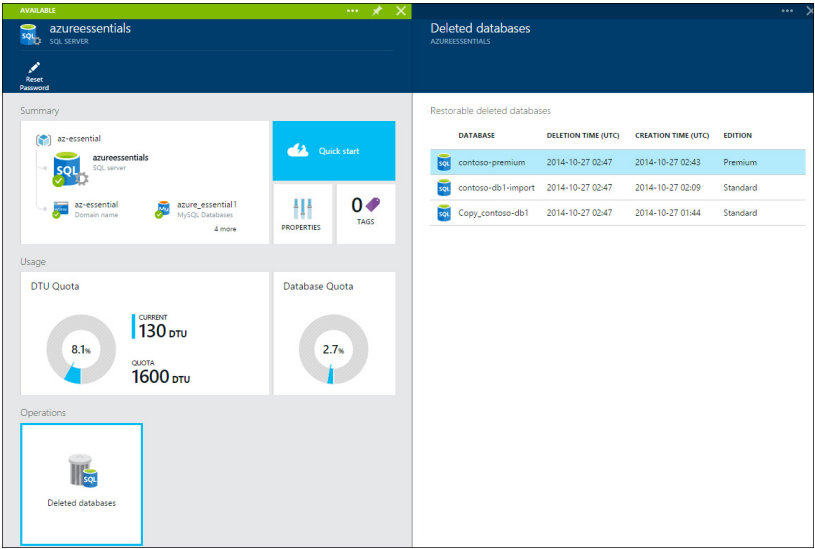 AVAILABLE
azureessentials
SQL SERVER
Reset
Password
Summary
az-essential
azureessentials
SQL server
az-essential
Domain name
azure_essential1
MySQL Databases
4 more
Quick start
PROPERTIES
0
TAGS
Usage
DTU Quota
8.1%
CURRENT
130 DTU
QUOTA
1600 DTU
Database Quota
2.7%
Operations
SQL
Deleted databases
Deleted databases
AZUREESSENTIALS
Restorable deleted databases
DATABASE DELETION TIME (UTC) CREATION TIME (UTC) EDITION
SQL contoso-premium 2014-10-27 02:47 2014-10-27 02:43 Premium
SQL contoso-db1-import 2014-10-27 02:47 2014-10-27 02:09 Standard
SQL Copy_contoso-db1 2014-10-27 02:47 2014-10-27 01:44 Standard